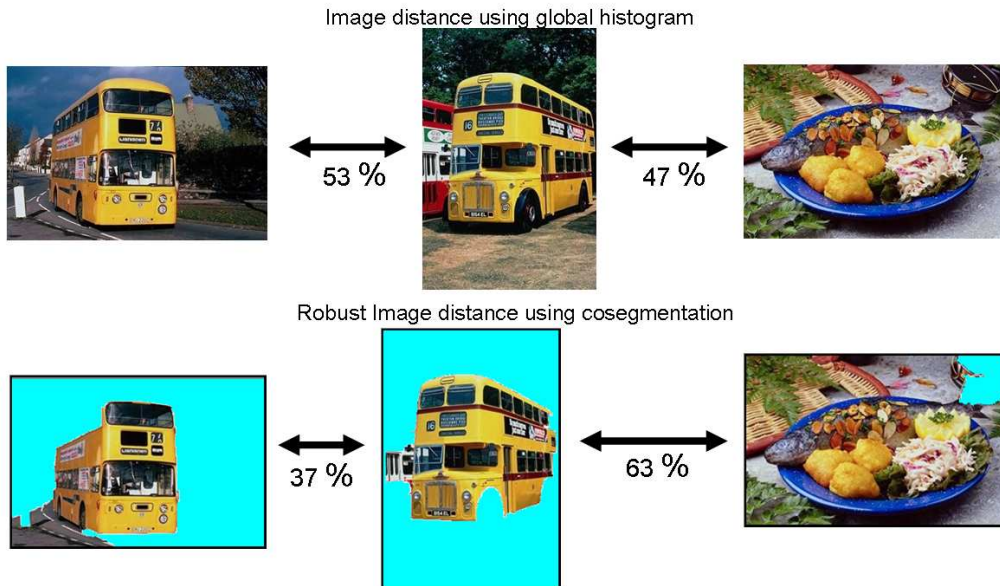 Image distance using global histogram
53 %
47 %
Robust Image distance using cosegmentation
37 %
63 %